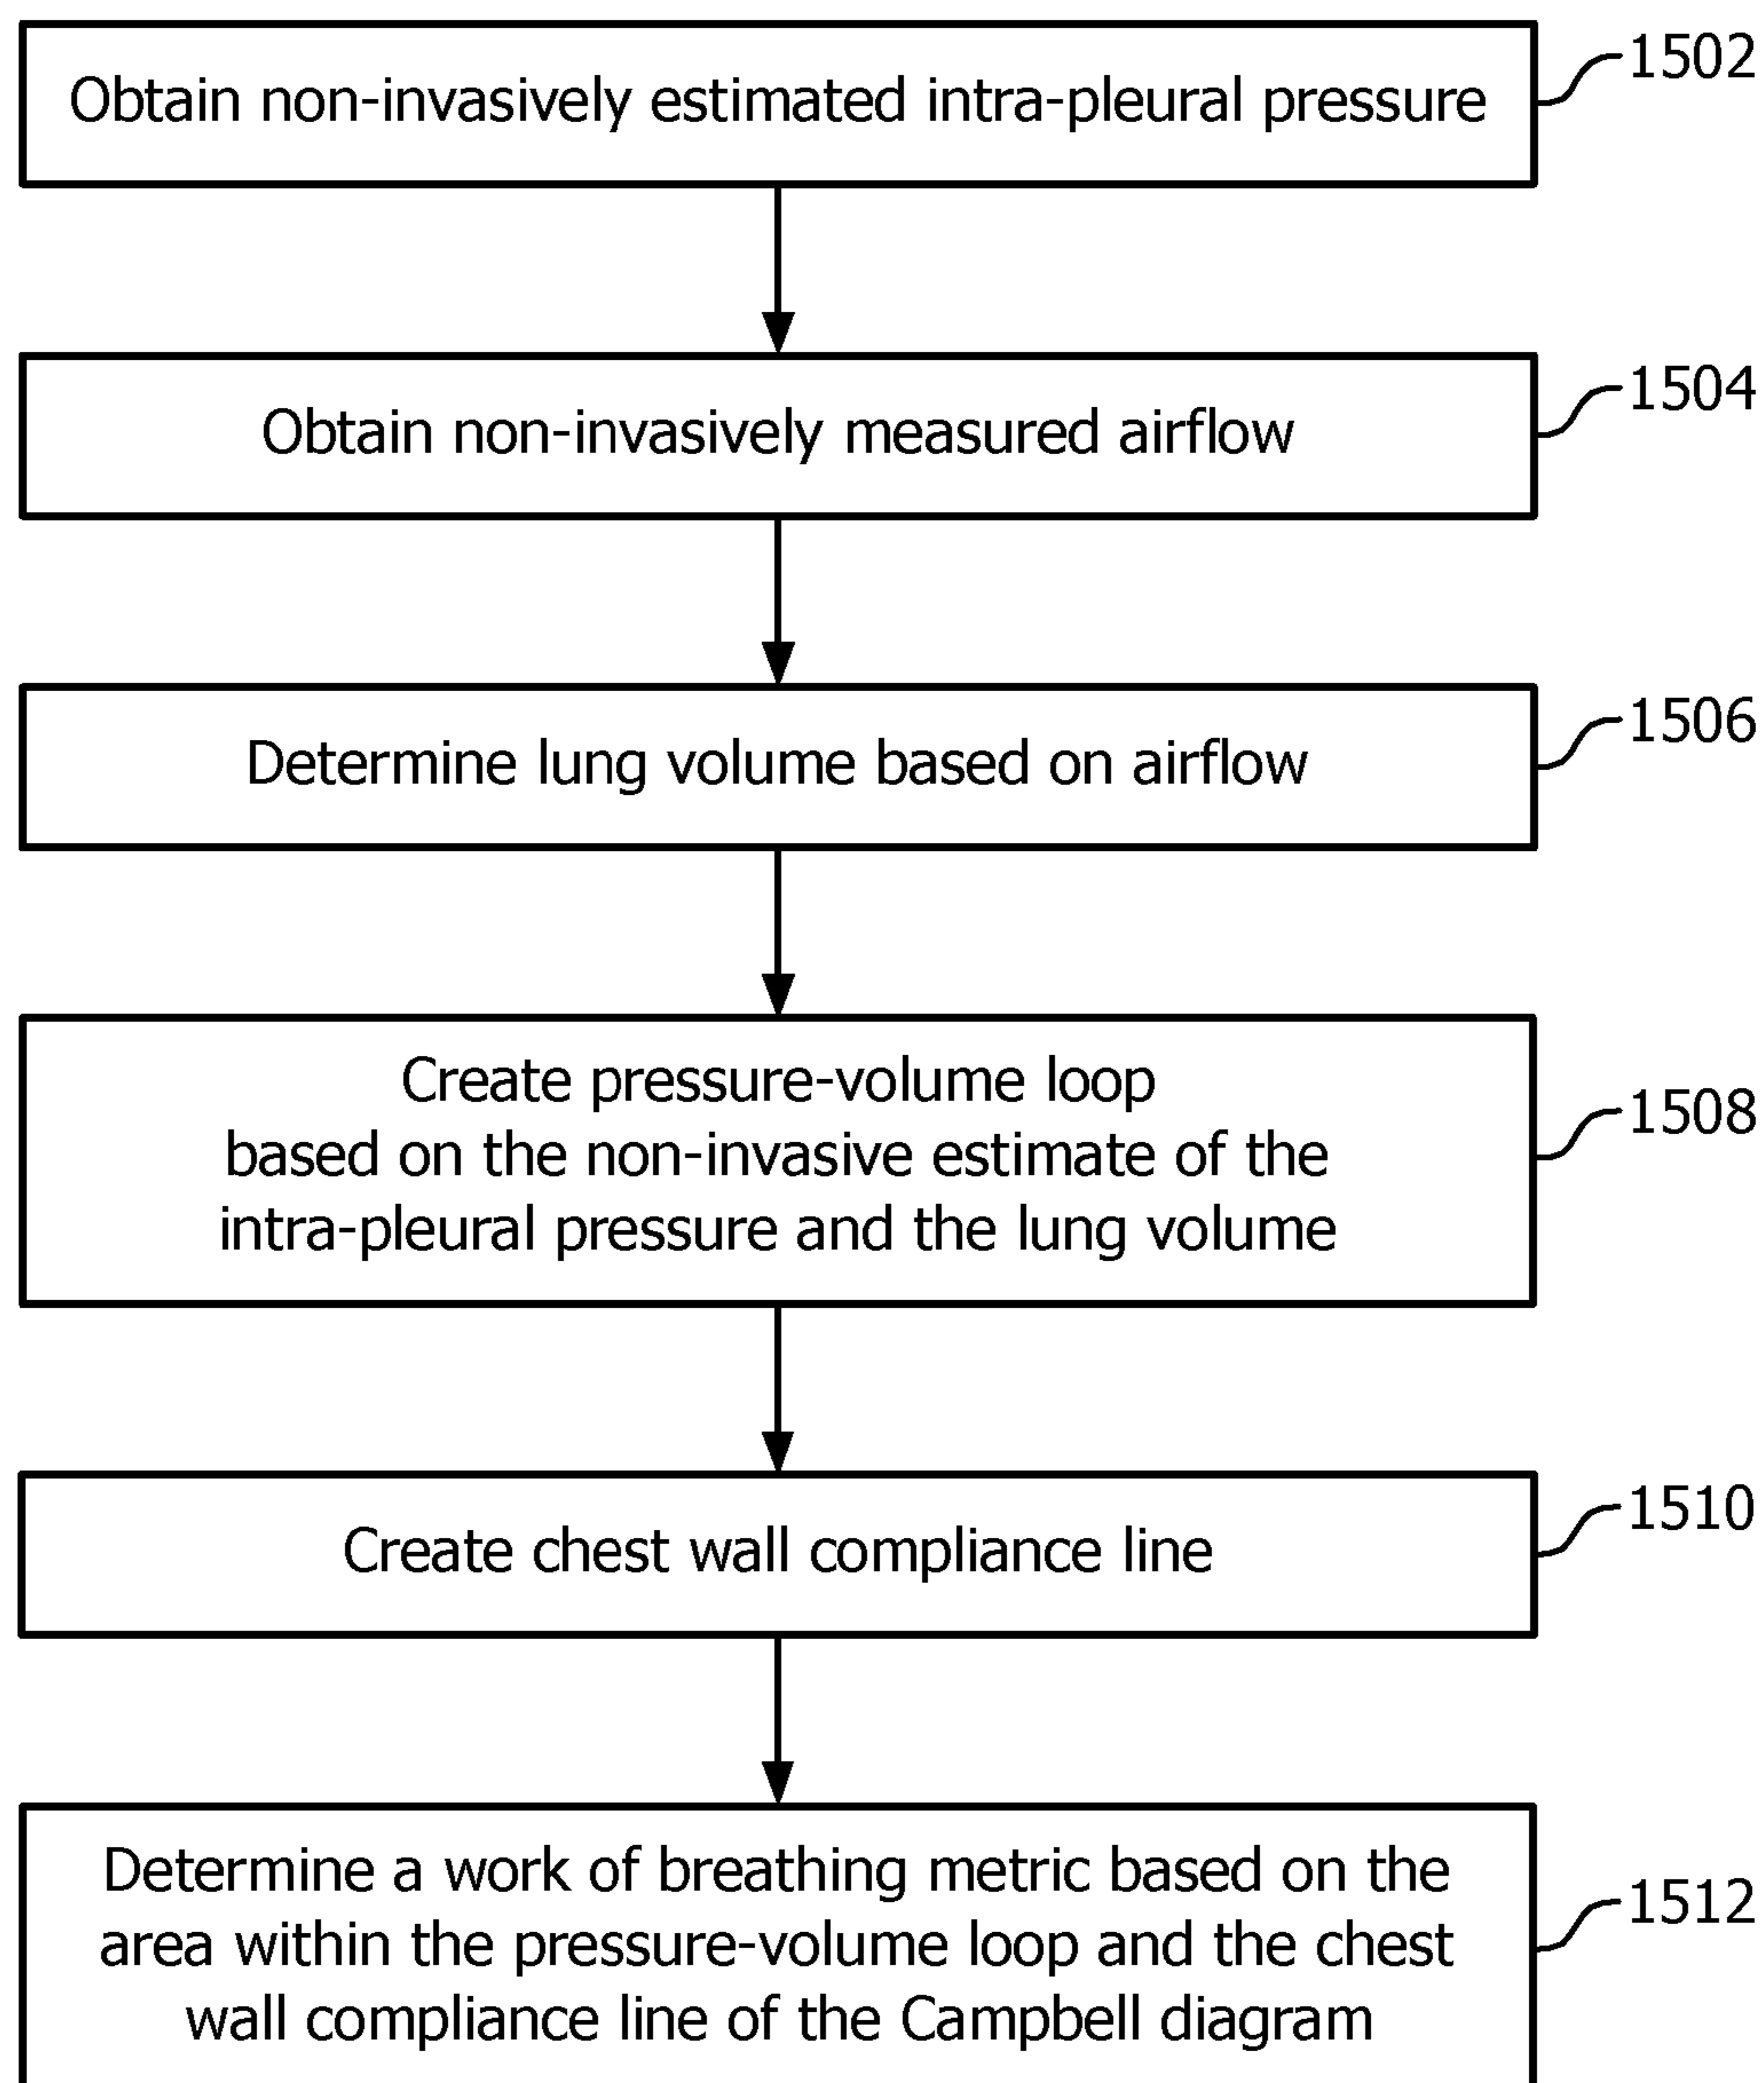 Obtain non-invasively estimated intra-pleural pressure
1502
Obtain non-invasively measured airflow
1504
Determine lung volume based on airflow
1506
Create pressure-volume loop
based on the non-invasive estimate of the
intra-pleural pressure and the lung volume
1508
Create chest wall compliance line
1510
Determine a work of breathing metric based on the
area within the pressure-volume loop and the chest
wall compliance line of the Campbell diagram
1512